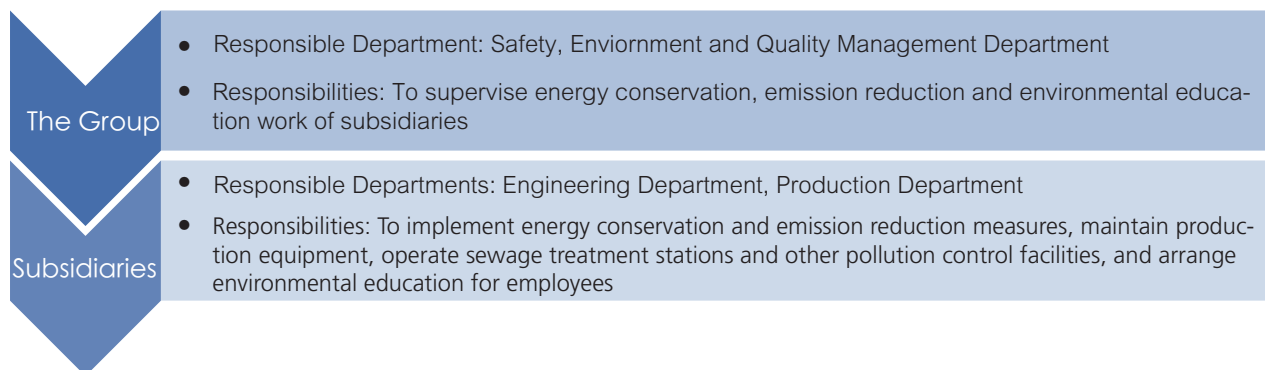 The Group
• Responsible Department: Safety, Enviornment and Quality Management Department
• Responsibilities: To supervise energy conservation, emission reduction and environmental educa-
tion work of subsidiaries
Subsidiaries
• Responsible Departments: Engineering Department, Production Department
• Responsibilities: To implement energy conservation and emission reduction measures, maintain produc-
tion equipment, operate sewage treatment stations and other pollution control facilities, and arrange
environmental education for employees